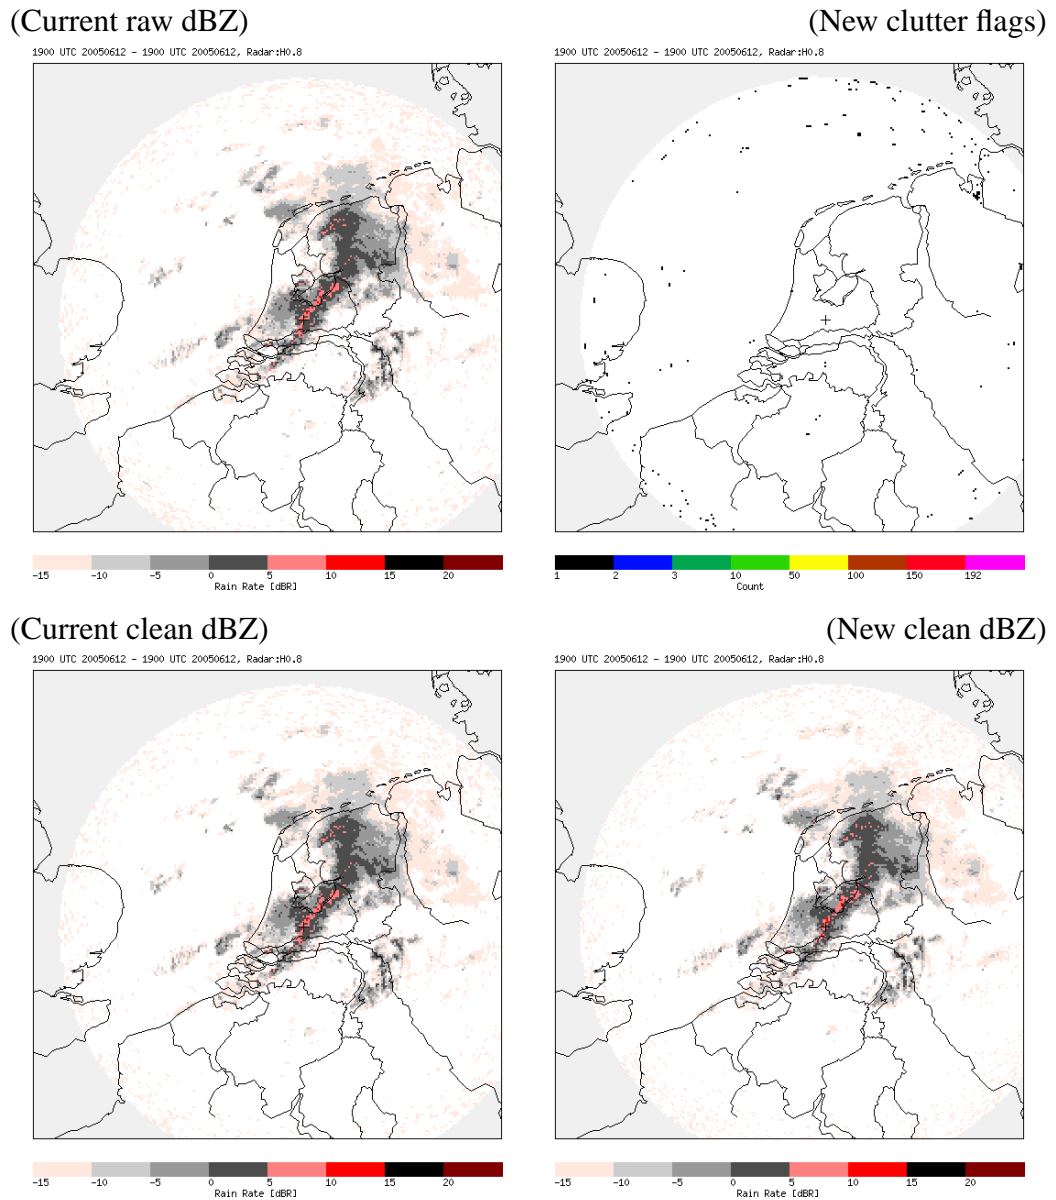 (Current raw dBZ) (New clutter flags)
1900 UTC 20050612 - 1900 UTC 20050612, Radar:H0.8 1900 UTC 20050612 - 1900 UTC 20050612, Radar:H0.8
-15 -10 -5 0 5 10 15 20 1 2 3 10 50 100 150 192
Rain Rate [dBR] Count
(Current clean dBZ) (New clean dBZ)
1900 UTC 20050612 - 1900 UTC 20050612, Radar:H0.8 1900 UTC 20050612 - 1900 UTC 20050612, Radar:H0.8
-15 -10 -5 0 5 10 15 20 -15 -10 -5 0 5 10 15 20
Rain Rate [dBR] Rain Rate [dBR]